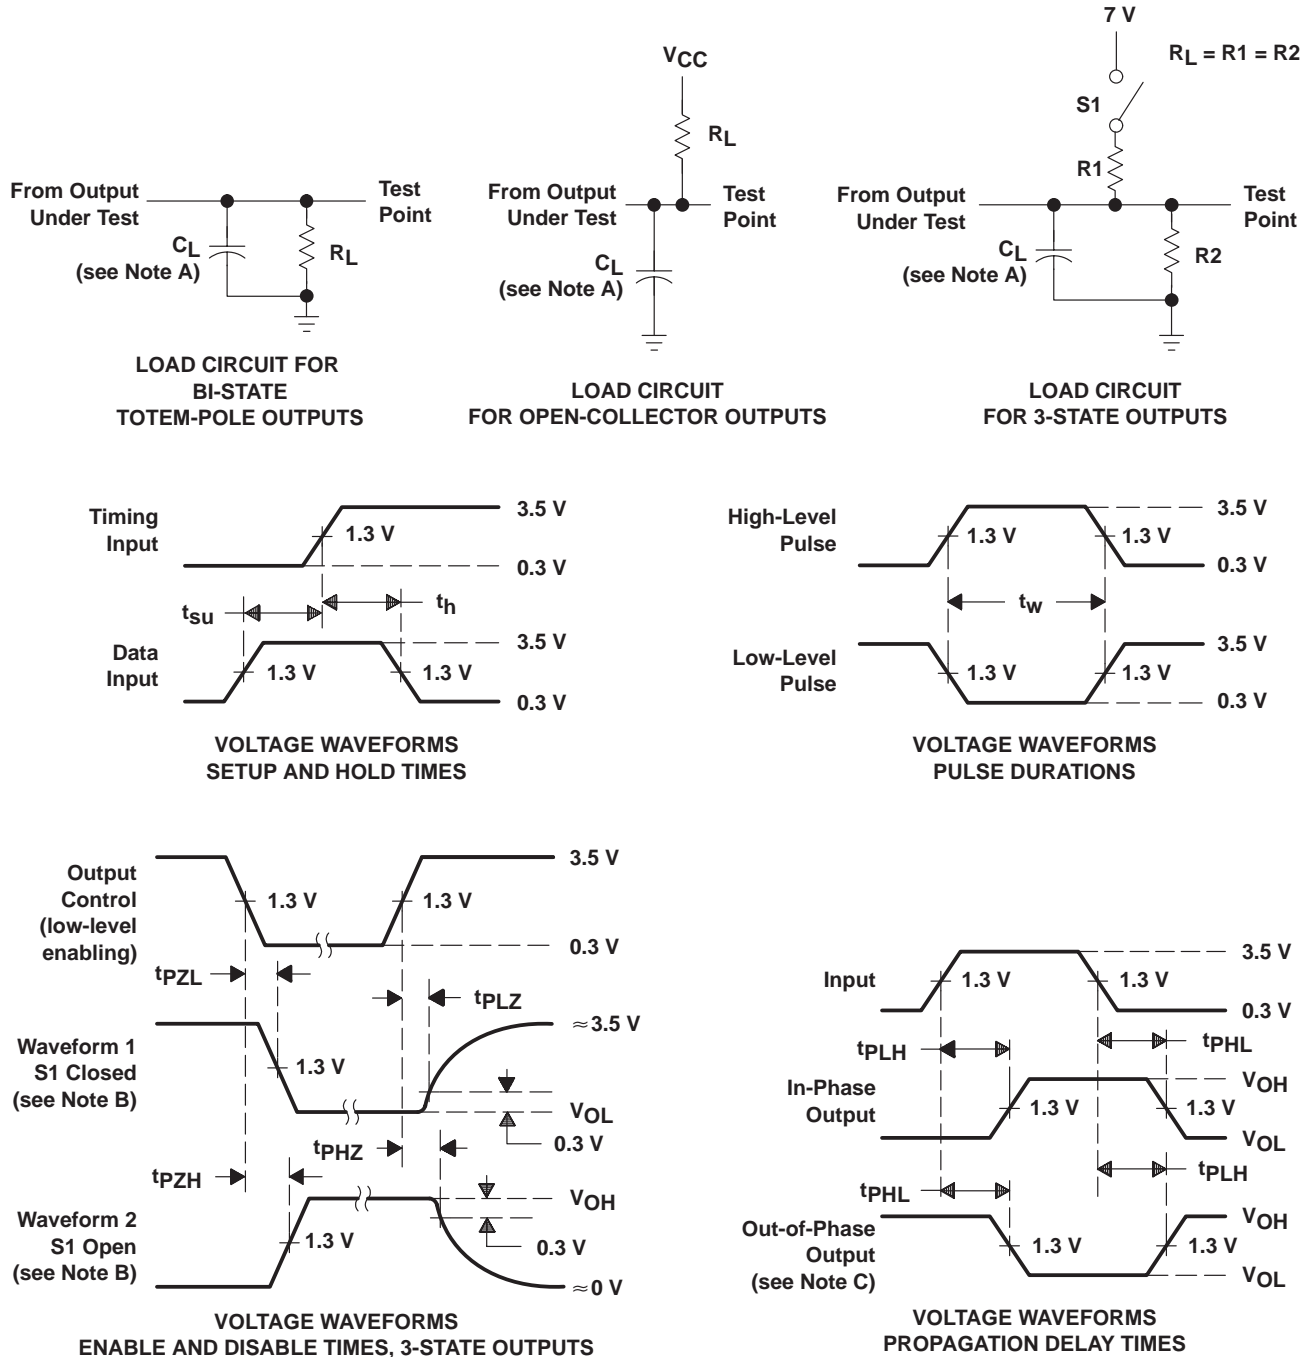 From Output
Under Test
Test
Point
CL
(see Note A)
RL
LOAD CIRCUIT FOR
BI-STATE
TOTEM-POLE OUTPUTS
VCC
RL
From Output
Under Test
Test
Point
CL
(see Note A)
LOAD CIRCUIT
FOR OPEN-COLLECTOR OUTPUTS
7 V
RL = R1 = R2
S1
R1
From Output
Under Test
Test
Point
CL
(see Note A)
R2
LOAD CIRCUIT
FOR 3-STATE OUTPUTS
Timing
Input
1.3 V
3.5 V
0.3 V
tsu
th
Data
Input
1.3 V
1.3 V
3.5 V
0.3 V
VOLTAGE WAVEFORMS
SETUP AND HOLD TIMES
High-Level
Pulse
1.3 V
1.3 V
3.5 V
0.3 V
tw
Low-Level
Pulse
1.3 V
1.3 V
3.5 V
0.3 V
VOLTAGE WAVEFORMS
PULSE DURATIONS
Output
Control
(low-level
enabling)
1.3 V
1.3 V
3.5 V
0.3 V
tPZL
tPLZ
Waveform 1
S1 Closed
(see Note B)
1.3 V
≈3.5 V
VOL
0.3 V
tPHZ
tPZH
Waveform 2
S1 Open
(see Note B)
1.3 V
VOH
0.3 V
≈0 V
VOLTAGE WAVEFORMS
ENABLE AND DISABLE TIMES, 3-STATE OUTPUTS
Input
1.3 V
1.3 V
3.5 V
0.3 V
tPLH
tPHL
In-Phase
Output
1.3 V
1.3 V
VOH
VOL
tPHL
tPLH
Out-of-Phase
Output
(see Note C)
1.3 V
1.3 V
VOH
VOL
VOLTAGE WAVEFORMS
PROPAGATION DELAY TIMES